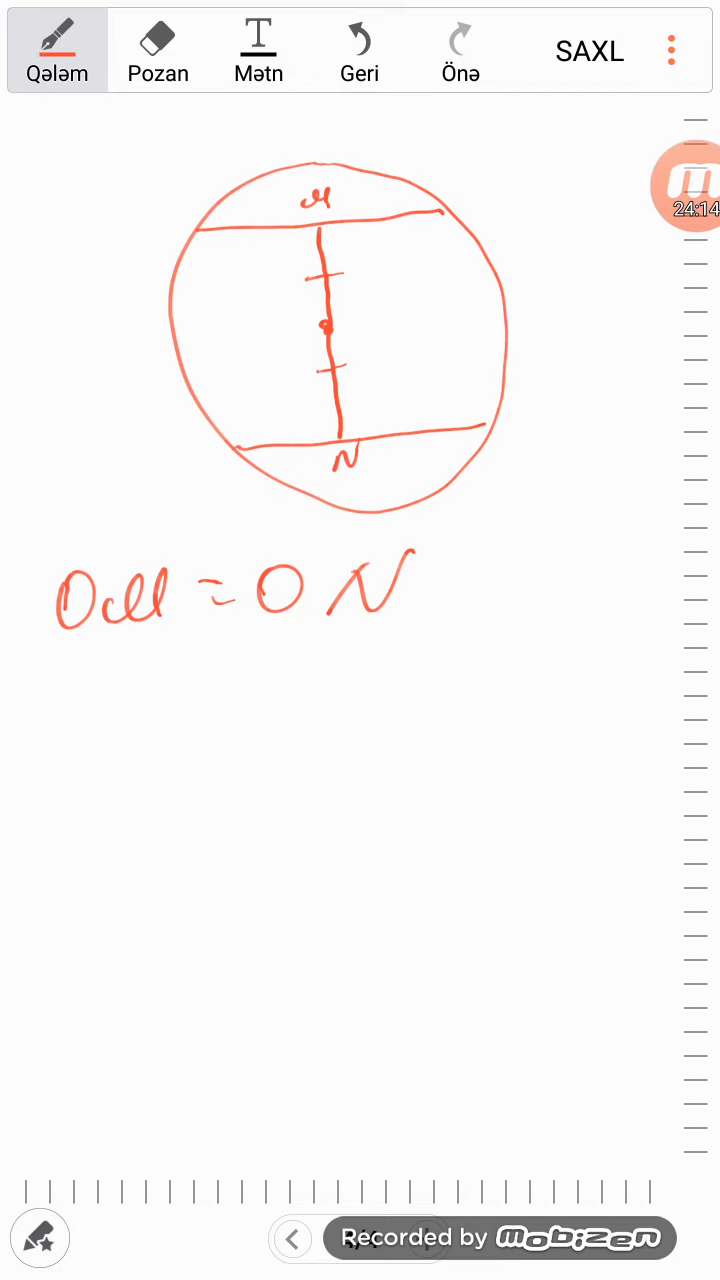 Qələm Pozan Mətn Geri Önə SAXL
24:14
M
N
OM = ON
Recorded by mobizen